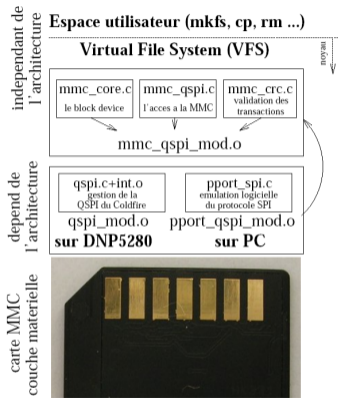 Espace utilisateur (mkfs, cp, rm ...)
Virtual File System (VFS)
noyau
independant de
l'architecture
mmc_core.c
le block device
mmc_qspi.c
l'acces a la MMC
mmc_crc.c
validation des
transactions
mmc_qspi_mod.o
depend de
l'architecture
qspi.c+int.o
gestion de la
QSPI du Coldfire
pport_spi.c
emulation logicielle
du protocole SPI
qspi_mod.o
pport_qspi_mod.o
sur DNP5280
sur PC
carte MMC
couche materielle